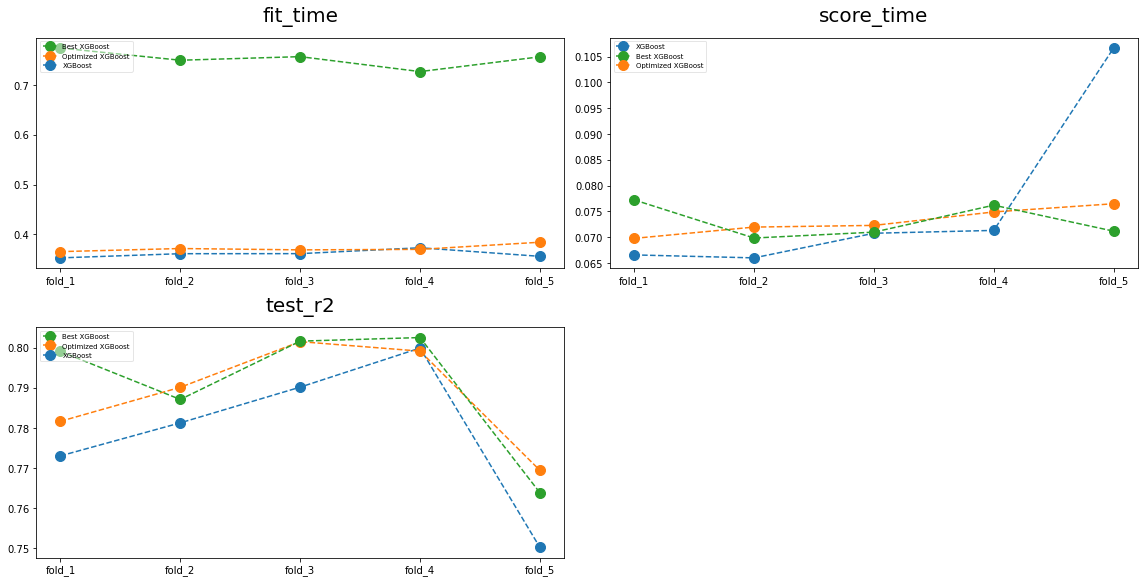 fit_time
Best XGBoost
Optimized XGBoost
XGBoost
0.7
0.6
0.5
0.4
fold_1 fold_2 fold_3 fold_4 fold_5
score_time
XGBoost
Best XGBoost
Optimized XGBoost
0.105
0.100
0.095
0.090
0.085
0.080
0.075
0.070
0.065
fold_1 fold_2 fold_3 fold_4 fold_5
test_r2
Best XGBoost
Optimized XGBoost
XGBoost
0.80
0.79
0.78
0.77
0.76
0.75
fold_1 fold_2 fold_3 fold_4 fold_5